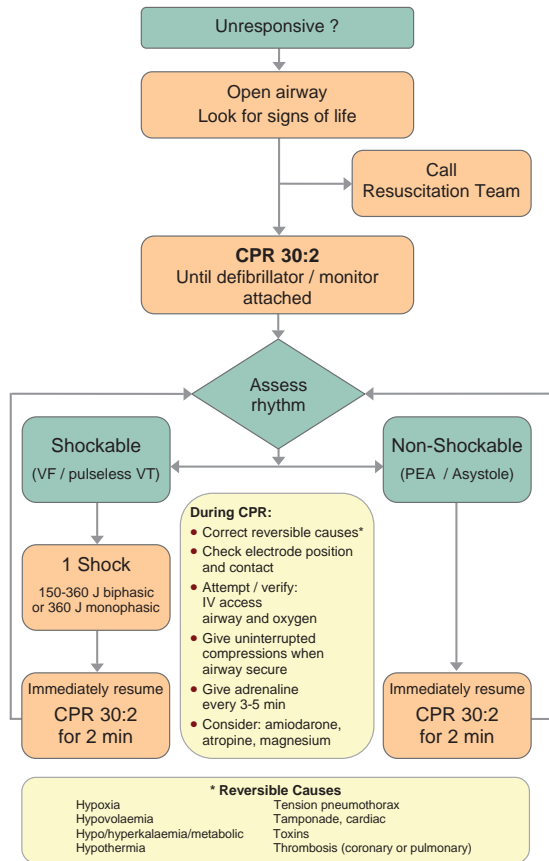 Unresponsive ?
Open airway
Look for signs of life
Call
Resuscitation Team
CPR 30:2
Until defibrillator / monitor
attached
Assess
rhythm
Shockable
(VF / pulseless VT)
Non-Shockable
(PEA / Asystole)
1 Shock
150-360 J biphasic
or 360 J monophasic
Immediately resume
CPR 30:2
for 2 min
During CPR:
• Correct reversible causes*
• Check electrode position
and contact
• Attempt / verify:
IV access
airway and oxygen
• Give uninterrupted
compressions when
airway secure
• Give adrenaline
every 3-5 min
• Consider: amiodarone,
atropine, magnesium
Immediately resume
CPR 30:2
for 2 min
* Reversible Causes
Hypoxia
Hypovolaemia
Hypo/hyperkalaemia/metabolic
Hypothermia
Tension pneumothorax
Tamponade, cardiac
Toxins
Thrombosis (coronary or pulmonary)